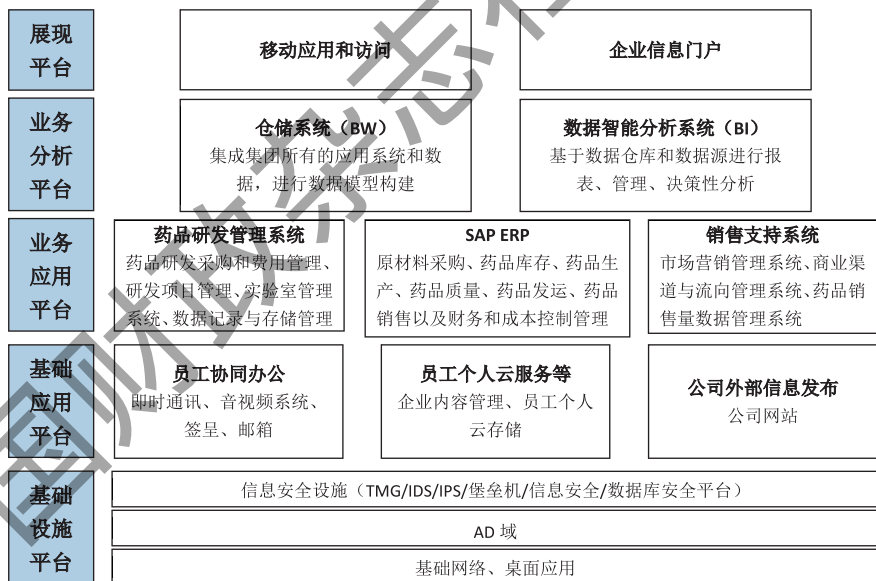 展现
平台
移动应用和访问
企业信息门户
业务
分析
平台
仓储系统（BW）
集成集团所有的应用系统和数
据，进行数据模型构建
数据智能分析系统（BI）
基于数据仓库和数据源进行报
表、管理、决策性分析
业务
应用
平台
药品研发管理系统
药品研发采购和费用管理、
研发项目管理、实验室管理
系统、数据记录与存储管理
SAP ERP
原材料采购、药品库存、药品生
产、药品质量、药品发运、药品
销售以及财务和成本控制管理
销售支持系统
市场营销管理系统、商业渠
道与流向管理系统、药品销
售量数据管理系统
基础
应用
平台
员工协同办公
即时通讯、音视频系统、
签呈、邮箱
员工个人云服务等
企业内容管理、员工个人
云存储
公司外部信息发布
公司网站
基础
设施
平台
信息安全设施（TMG/IDS/IPS/堡垒机/信息安全/数据库安全平台）
AD 域
基础网络、桌面应用
国财政杂志社